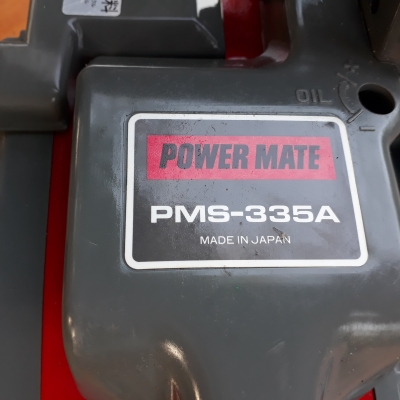 OIL
+
−
POWER MATE
PMS-335A
MADE IN JAPAN